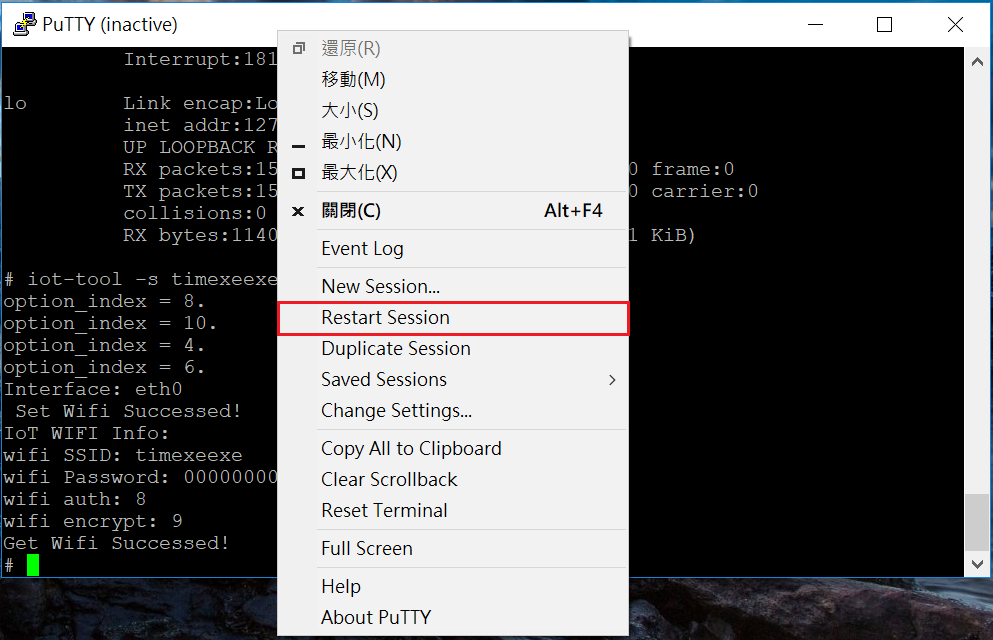 PuTTY (inactive)
Interrupt:181
lo Link encap:Lo
inet addr:127
UP LOOPBACK R
RX packets:15 0 frame:0
TX packets:15 0 carrier:0
collisions:0
RX bytes:1140 1 KiB)
# iot-tool -s timexeexe
option_index = 8.
option_index = 10.
option_index = 4.
option_index = 6.
Interface: eth0
Set Wifi Successed!
IoT WIFI Info:
wifi SSID: timexeexe
wifi Password: 00000000
wifi auth: 8
wifi encrypt: 9
Get Wifi Successed!
#
還原(R)
移動(M)
大小(S)
最小化(N)
最大化(X)
關閉(C) Alt+F4
Event Log
New Session...
Restart Session
Duplicate Session
Saved Sessions
Change Settings...
Copy All to Clipboard
Clear Scrollback
Reset Terminal
Full Screen
Help
About PuTTY